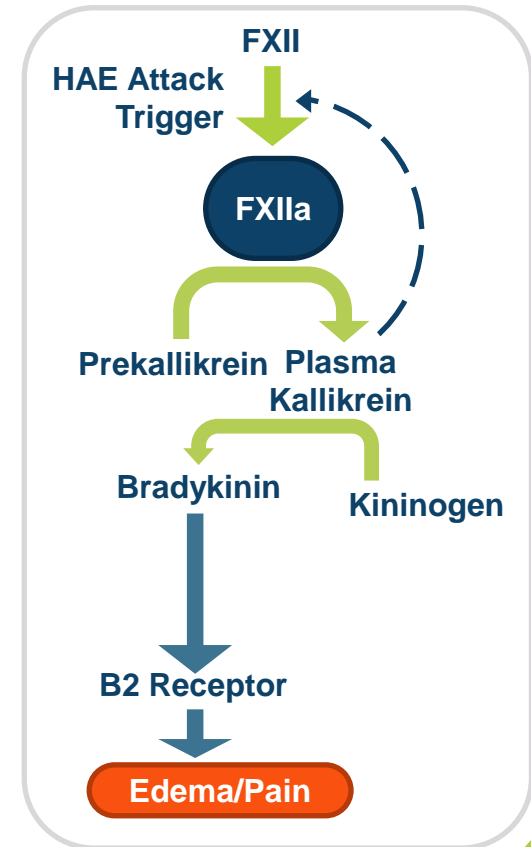 FXII
HAE Attack
Trigger
FXIIa
Prekallikrein
Plasma
Kallikrein
Bradykinin
Kininogen
B2 Receptor
Edema/Pain